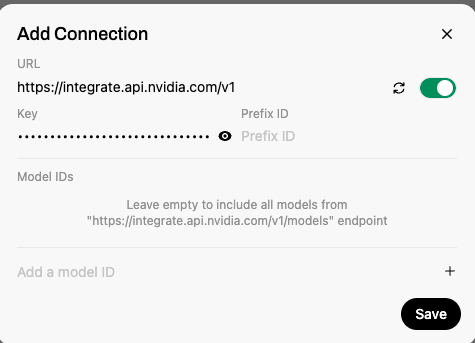 Add Connection
URL
https://integrate.api.nvidia.com/v1
Key
Prefix ID
••••••••••••••••••••••••••••••
Prefix ID
Model IDs
Leave empty to include all models from
"https://integrate.api.nvidia.com/v1/models" endpoint
Add a model ID
Save